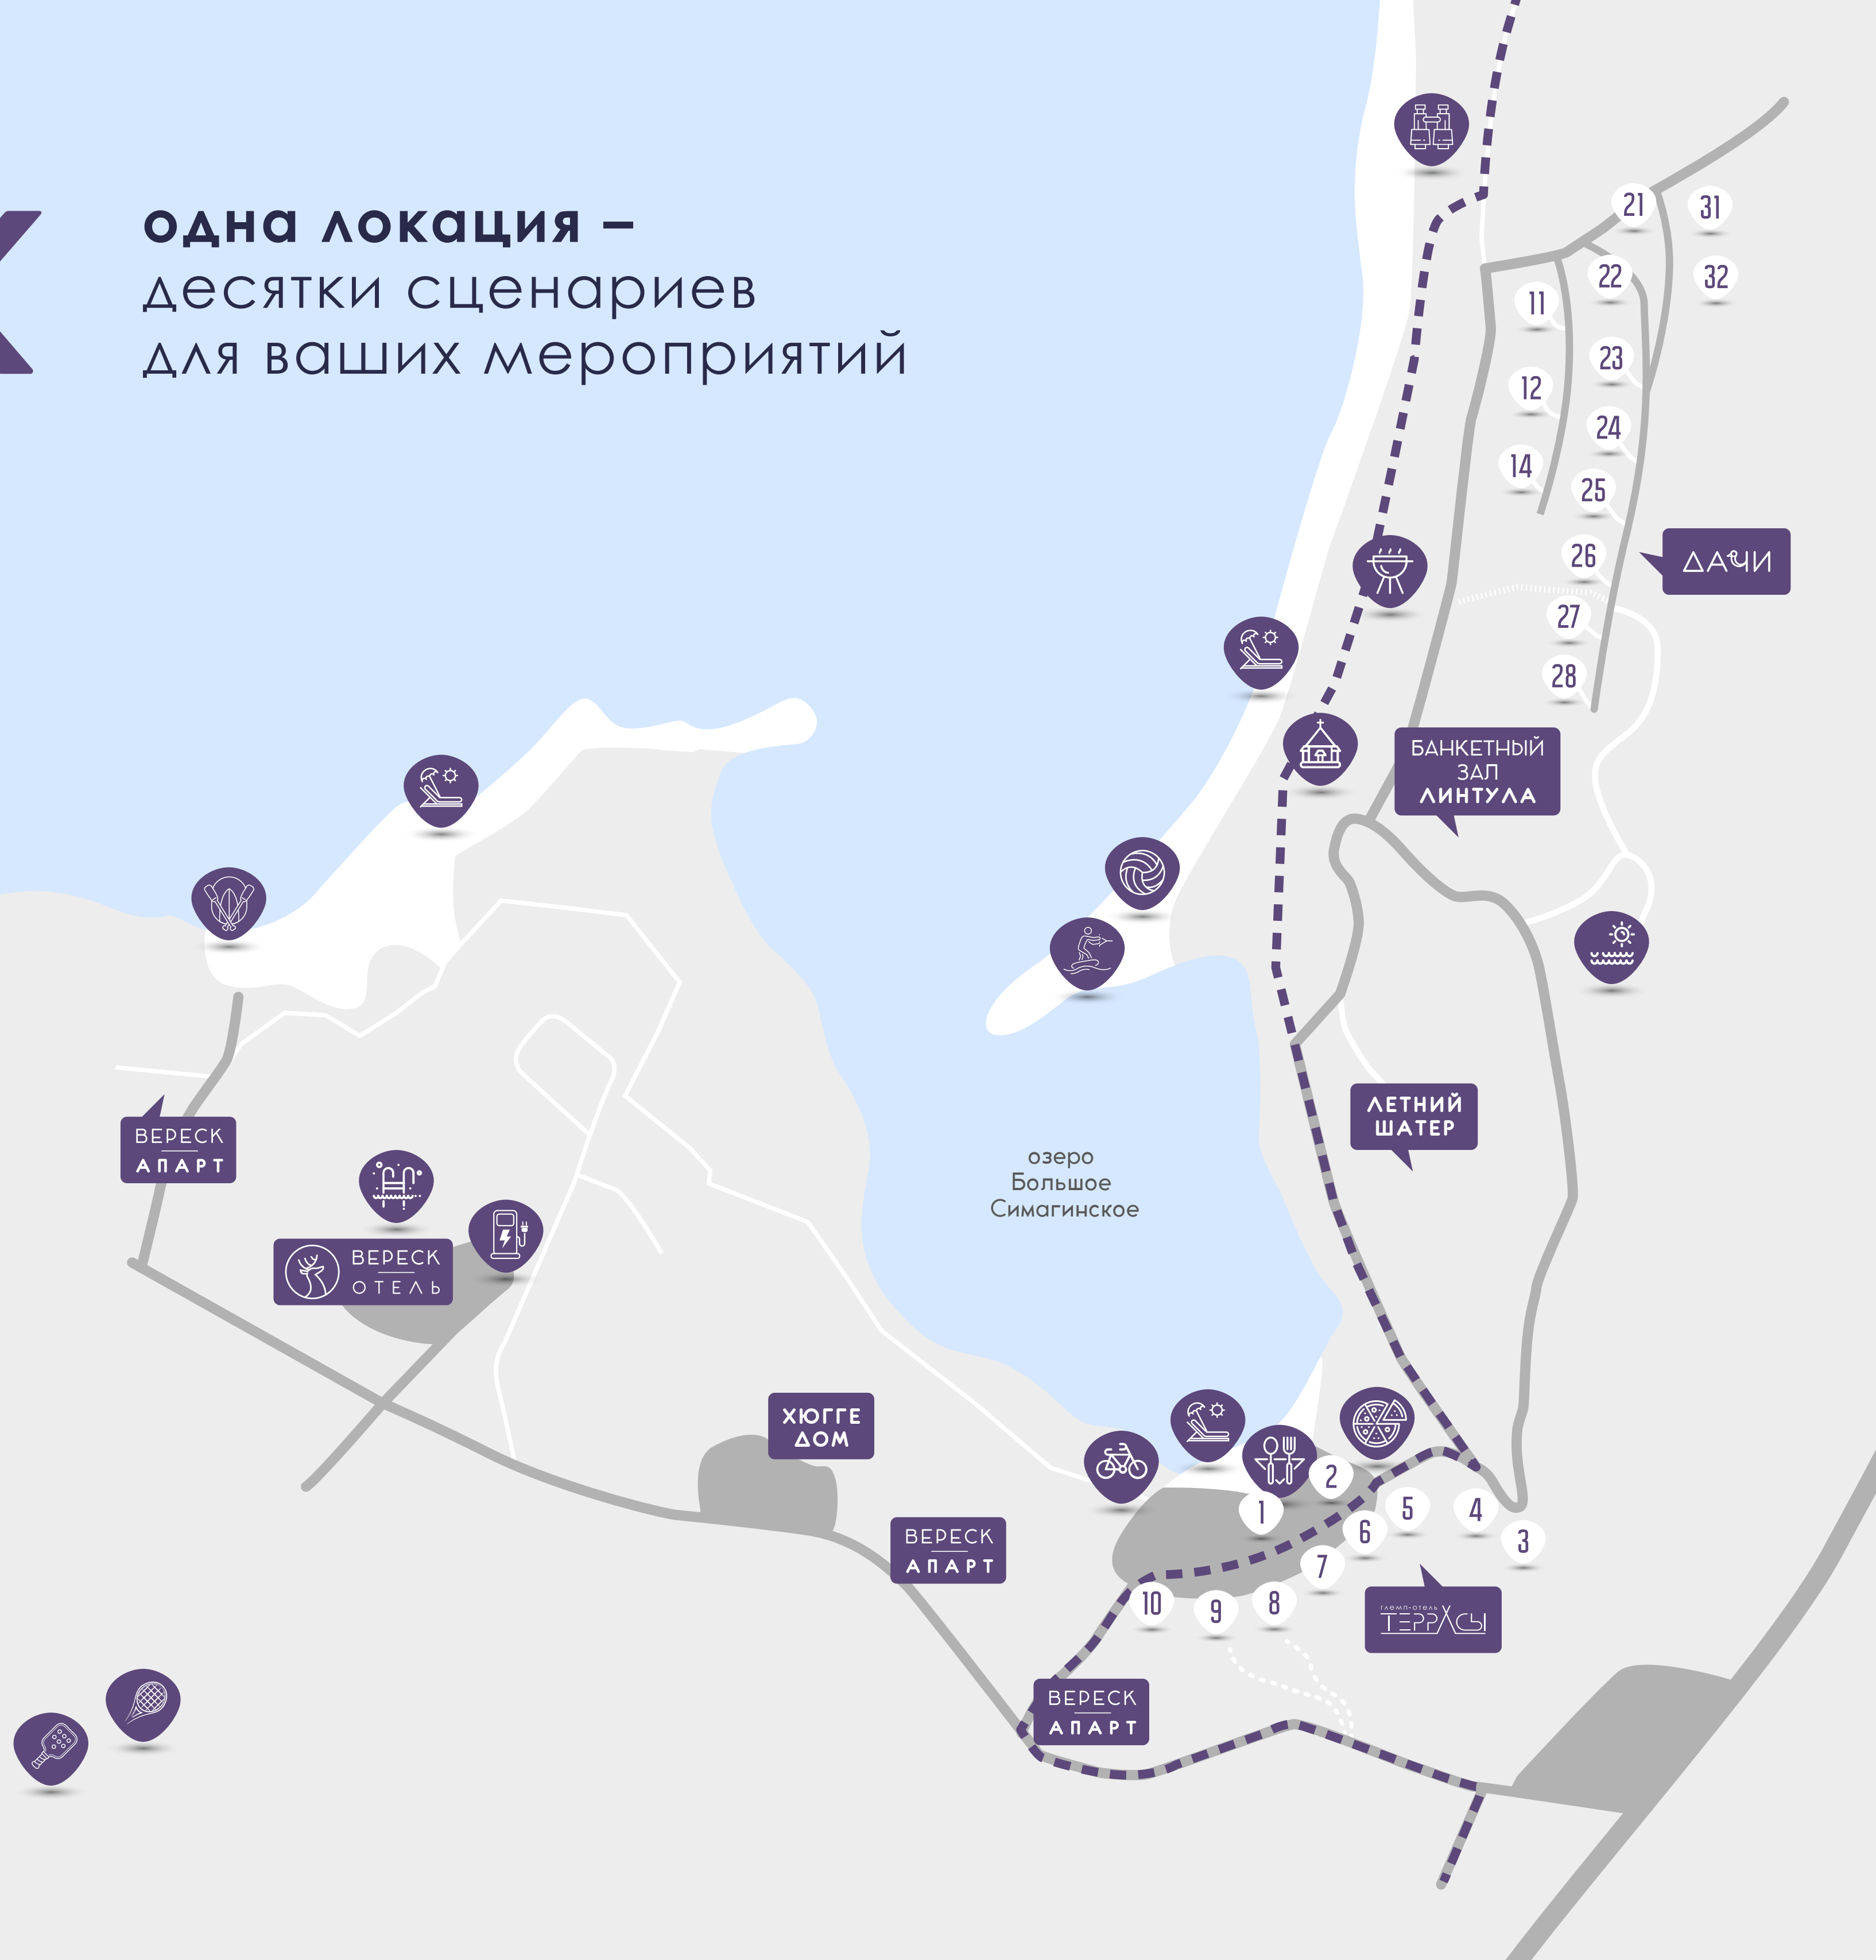 одна локация –
десятки сценариев
для ваших мероприятий
21
31
22
32
11
23
12
24
14
25
26
ДАЧИ
27
28
БАНКЕТНЫЙ
ЗАЛ
ЛИНТУЛА
ЛЕТНИЙ
ШАТЕР
ВЕРЕСК
АПАРТ
озеро
Большое
Симагинское
ВЕРЕСК
ОТЕЛЬ
ХЮГГЕ
ДОМ
2
1
5
4
6
3
7
ВЕРЕСК
АПАРТ
10
9
8
глемп-отель
ТЕРРАСЫ
ВЕРЕСК
АПАРТ